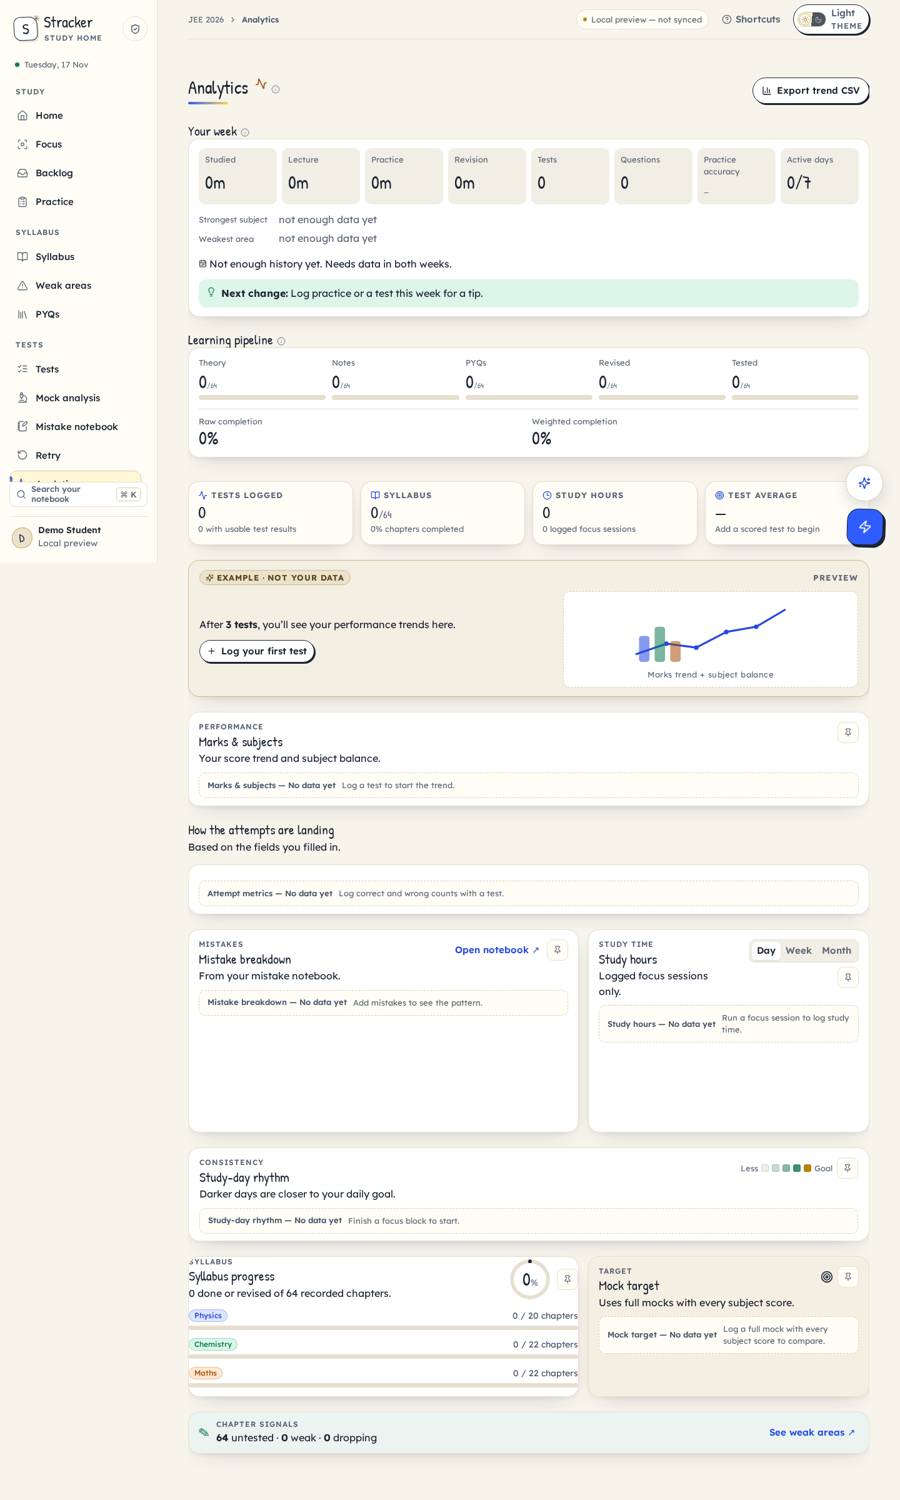 S
Stracker
STUDY HOME
Tuesday, 17 Nov
STUDY
Home
Focus
Backlog
Practice
SYLLABUS
Syllabus
Weak areas
PYQs
TESTS
Tests
Mock analysis
Mistake notebook
Retry
Search your
notebook
⌘ K
D
Demo Student
Local preview
JEE 2026 > Analytics
Local preview — not synced
Shortcuts
Light
THEME
Analytics
Export trend CSV
Your week
Studied
0m
Lecture
0m
Practice
0m
Revision
0m
Tests
0
Questions
0
Practice
accuracy
–
Active days
0/7
Strongest subject not enough data yet
Weakest area not enough data yet
Not enough history yet. Needs data in both weeks.
Next change: Log practice or a test this week for a tip.
Learning pipeline
Theory
0/64
Notes
0/64
PYQs
0/64
Revised
0/64
Tested
0/64
Raw completion
0%
Weighted completion
0%
TESTS LOGGED
0
0 with usable test results
SYLLABUS
0/64
0% chapters completed
STUDY HOURS
0
0 logged focus sessions
TEST AVERAGE
—
Add a scored test to begin
EXAMPLE · NOT YOUR DATA
PREVIEW
After 3 tests, you'll see your performance trends here.
+ Log your first test
Marks trend + subject balance
PERFORMANCE
Marks & subjects
Your score trend and subject balance.
Marks & subjects — No data yet Log a test to start the trend.
How the attempts are landing
Based on the fields you filled in.
Attempt metrics — No data yet Log correct and wrong counts with a test.
MISTAKES
Mistake breakdown
From your mistake notebook.
Open notebook ↗
Mistake breakdown — No data yet Add mistakes to see the pattern.
STUDY TIME
Study hours
Logged focus sessions
only.
Day Week Month
Study hours — No data yet Run a focus session to log study
time.
CONSISTENCY
Study-day rhythm
Darker days are closer to your daily goal.
Less Goal
Study-day rhythm — No data yet Finish a focus block to start.
SYLLABUS
Syllabus progress
0 done or revised of 64 recorded chapters.
0%
Physics 0 / 20 chapters
Chemistry 0 / 22 chapters
Maths 0 / 22 chapters
TARGET
Mock target
Uses full mocks with every subject score.
Mock target — No data yet Log a full mock with every
subject score to compare.
CHAPTER SIGNALS
64 untested · 0 weak · 0 dropping
See weak areas ↗